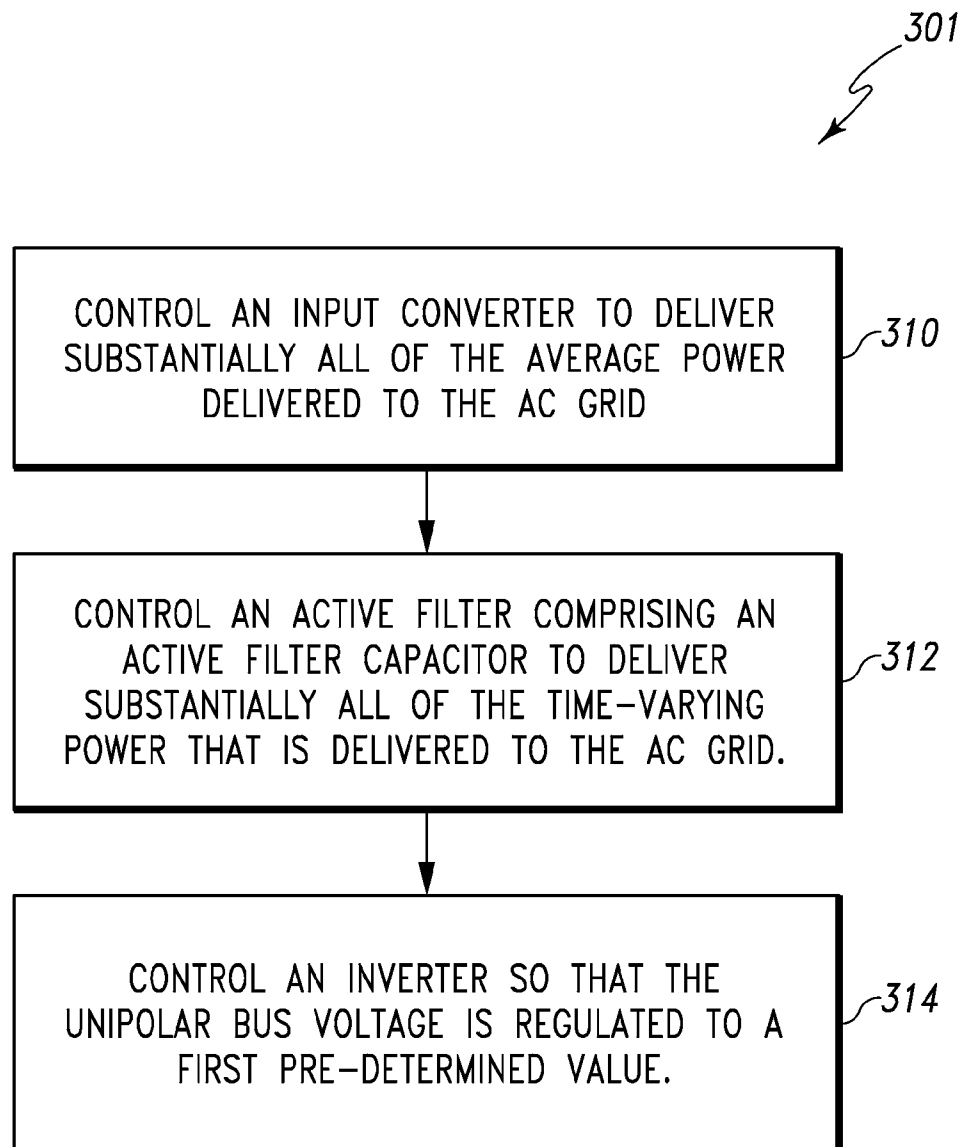 301
CONTROL AN INPUT CONVERTER TO DELIVER
SUBSTANTIALLY ALL OF THE AVERAGE POWER
DELIVERED TO THE AC GRID
310
CONTROL AN ACTIVE FILTER COMPRISING AN
ACTIVE FILTER CAPACITOR TO DELIVER
SUBSTANTIALLY ALL OF THE TIME-VARYING
POWER THAT IS DELIVERED TO THE AC GRID.
312
CONTROL AN INVERTER SO THAT THE
UNIPOLAR BUS VOLTAGE IS REGULATED TO A
FIRST PRE-DETERMINED VALUE.
314